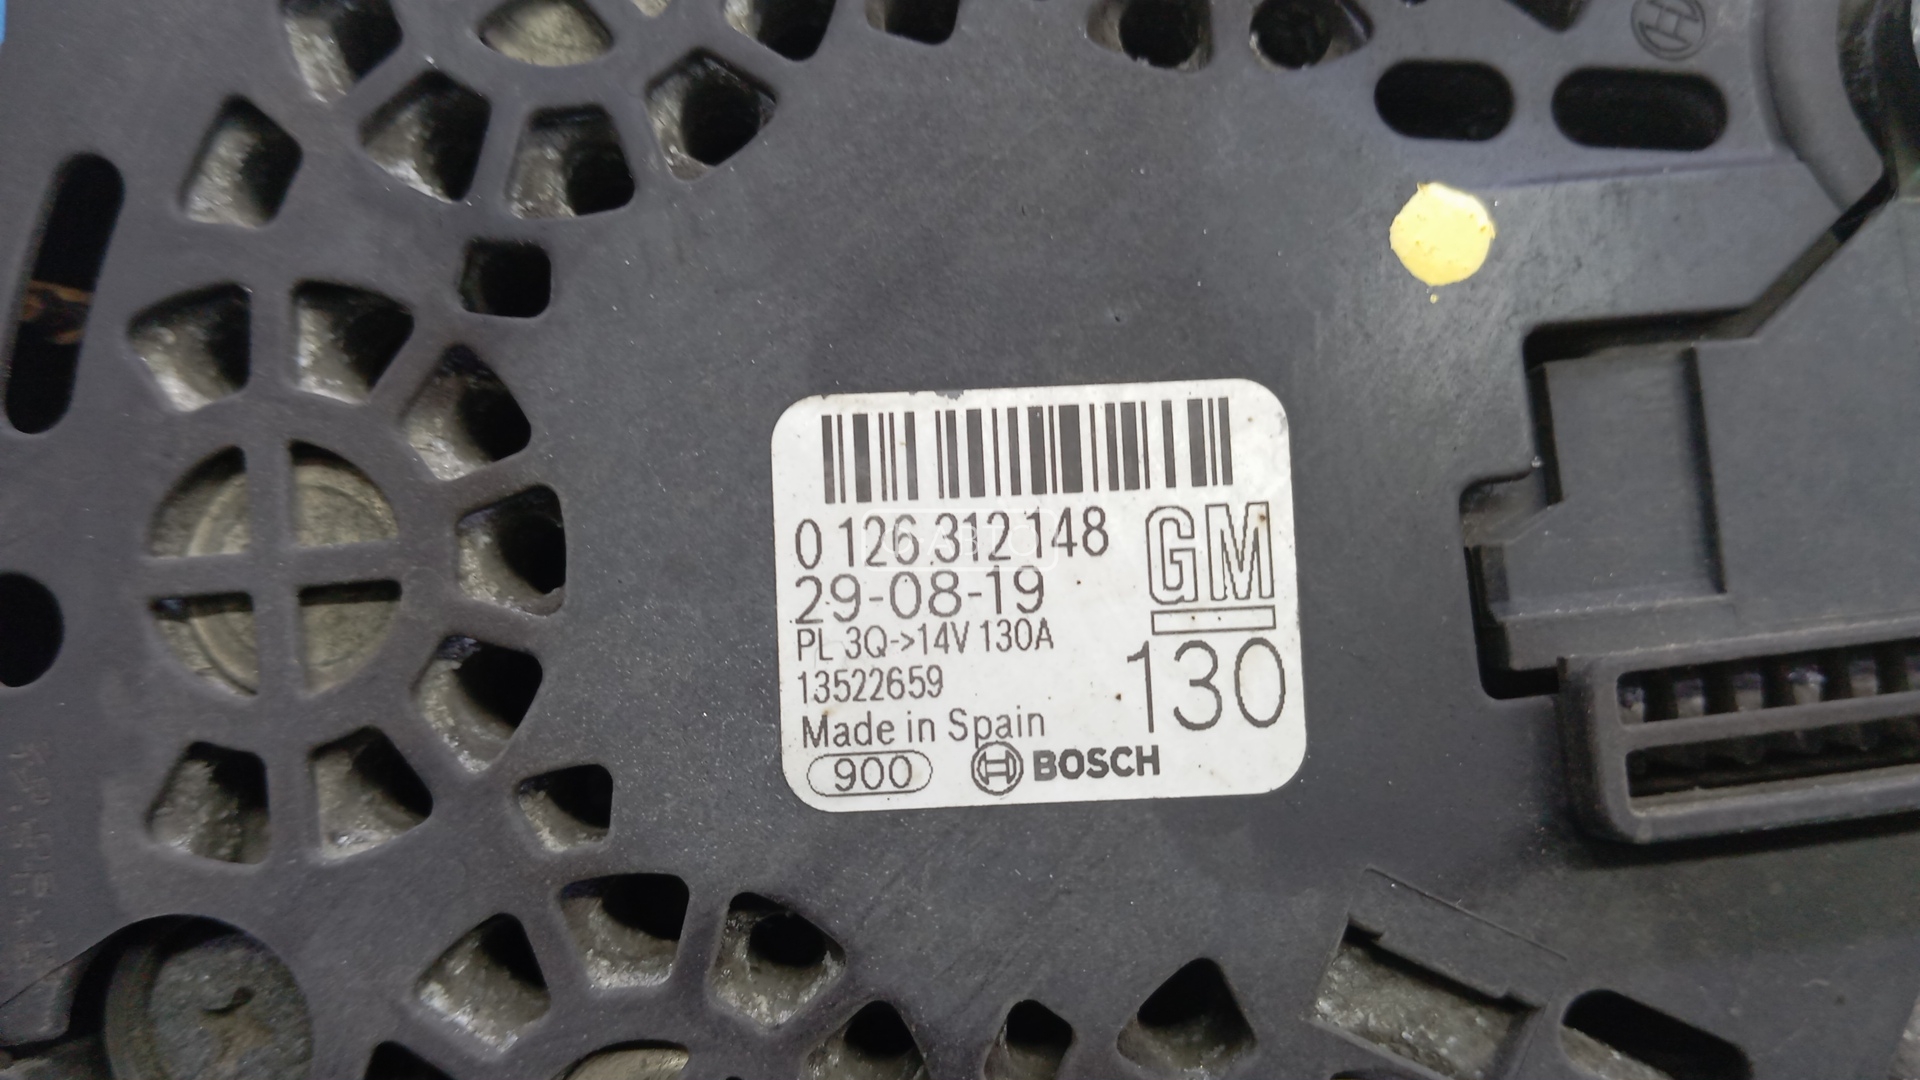 0 126 312 148
29-08-19
PL 3Q->14V 130A
13522659
Made in Spain
900
BOSCH
GM
130